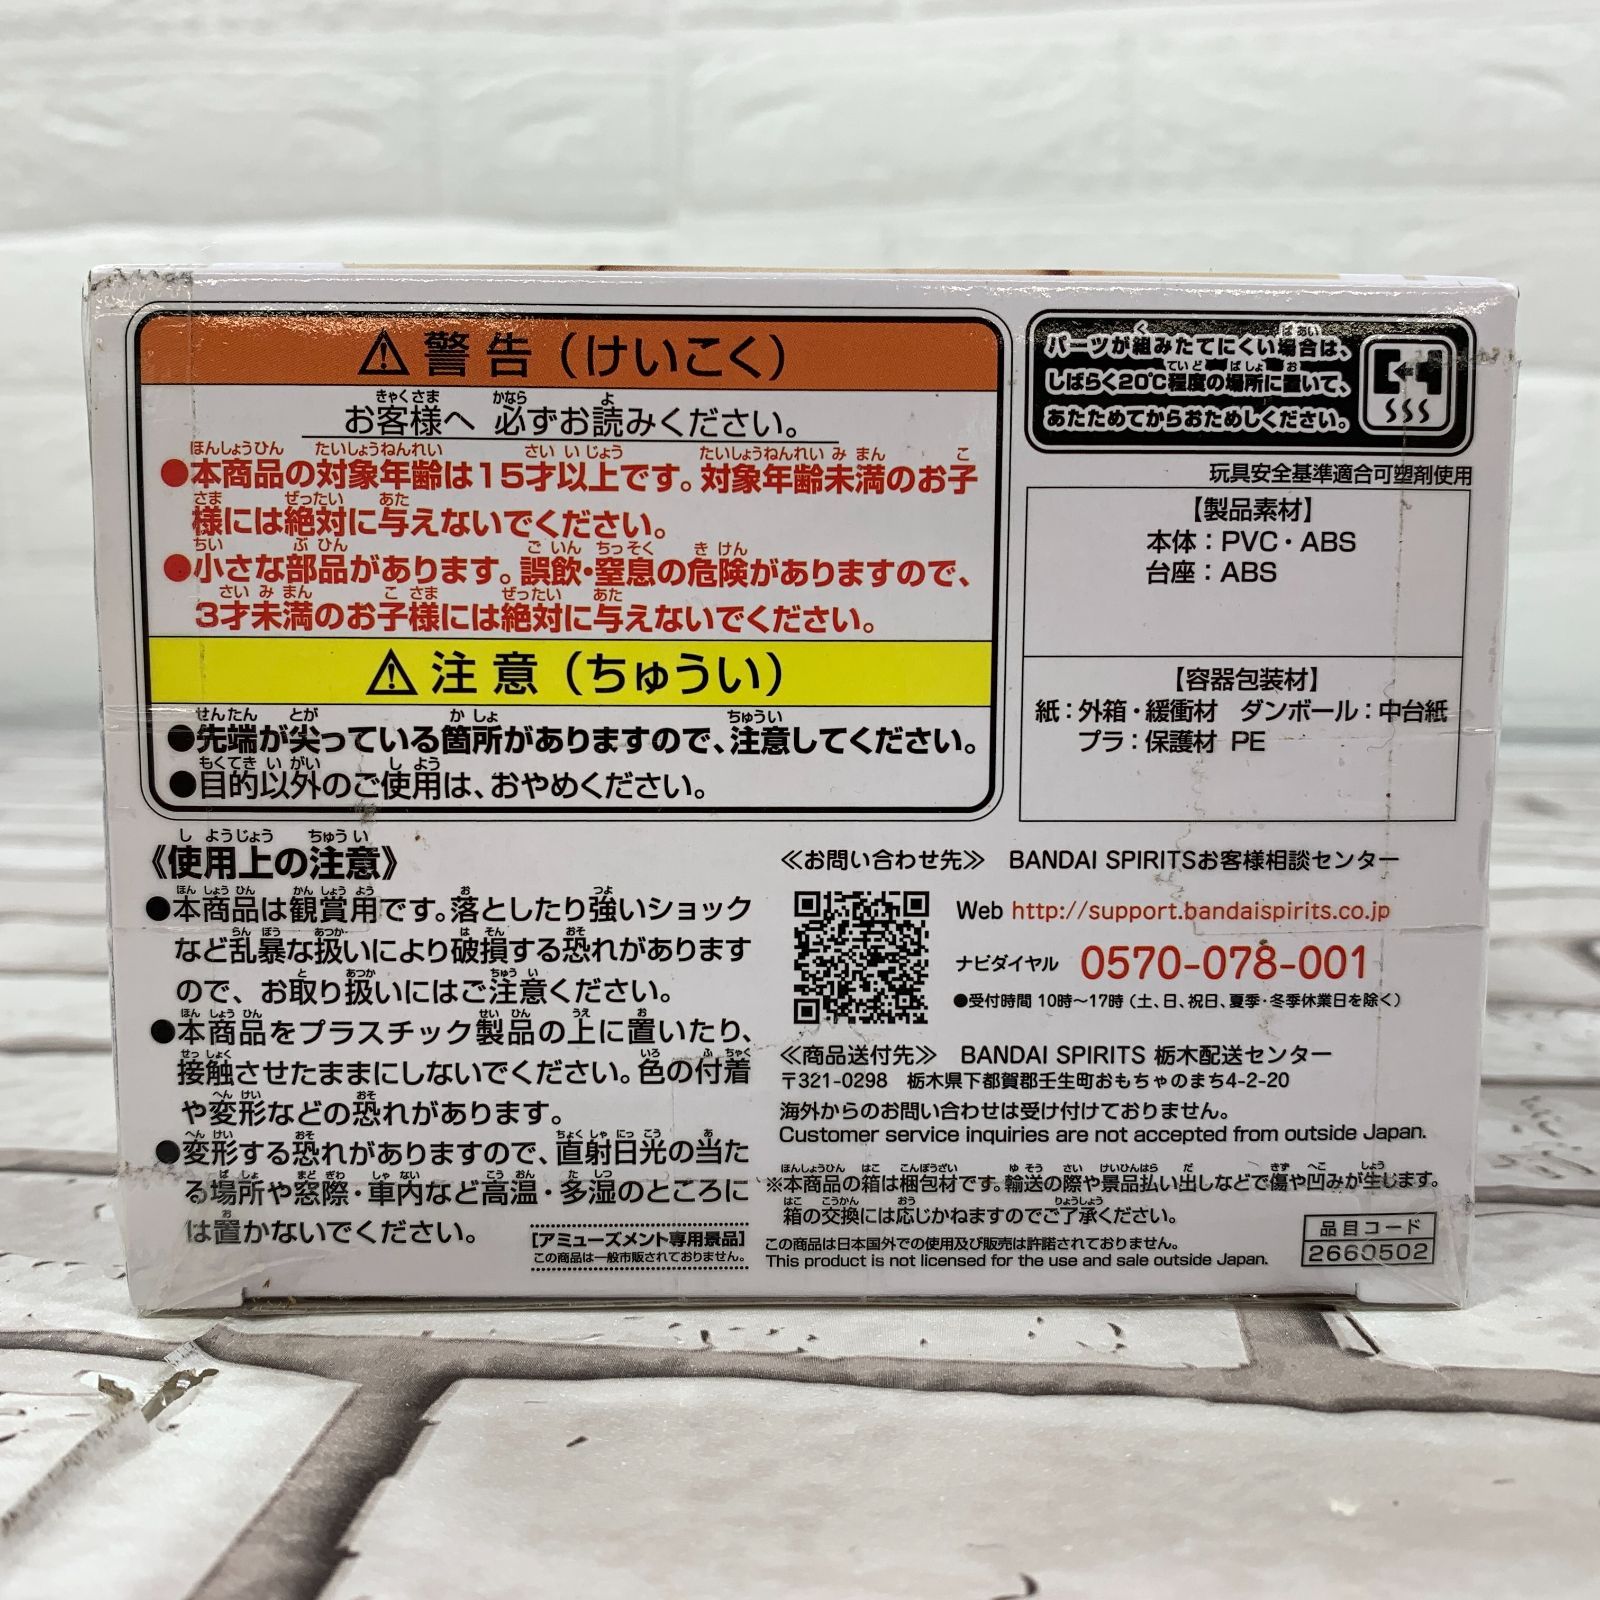 ⚠警告（けいこく）
お客様へ 必ずお読みください。
●本商品の対象年齢は15才以上です。対象年齢未満のお子
様には絶対に与えないでください。
●小さな部品があります。誤飲・窒息の危険がありますので、
3才未満のお子様には絶対に与えないでください。
⚠注意（ちゅうい）
●先端が尖っている箇所がありますので、注意してください。
●目的以外のご使用は、おやめください。
《使用上の注意》
●本商品は観賞用です。落としたり強いショック
など乱暴な扱いにより破損する恐れがあります
ので、お取り扱いにはご注意ください。
●本商品をプラスチック製品の上に置いたり、
接触させたままにしないでください。色の付着
や変形などの恐れがあります。
●変形する恐れがありますので、直射日光の当た
る場所や窓際・車内など高温・多湿のところに
は置かないでください。
[アミューズメント専用景品]
この商品は一般市販されておりません。
パーツが組みたてにくい場合は、
しばらく20℃程度の場所に置いて、
あたためてからおためしください。
玩具安全基準適合可塑剤使用
【製品素材】
本体：PVC・ABS
台座：ABS
【容器包装材】
紙：外箱・緩衝材 ダンボール：中台紙
プラ：保護材 PE
≪お問い合わせ先≫ BANDAI SPIRITSお客様相談センター
Web http://support.bandaispirits.co.jp
ナビダイヤル 0570-078-001
●受付時間 10時～17時（土、日、祝日、夏季・冬季休業日を除く）
≪商品送付先≫ BANDAI SPIRITS 栃木配送センター
〒321-0298 栃木県下都賀郡壬生町おもちゃのまち4-2-20
海外からのお問い合わせは受け付けておりません。
Customer service inquiries are not accepted from outside Japan.
※本商品の箱は梱包材です。輸送の際や景品払い出しなどで傷や凹みが生じます。
箱の交換には応じかねますのでご了承ください。
この商品は日本国外での使用及び販売は許諾されておりません。
This product is not licensed for the use and sale outside Japan.
品目コード
2660502